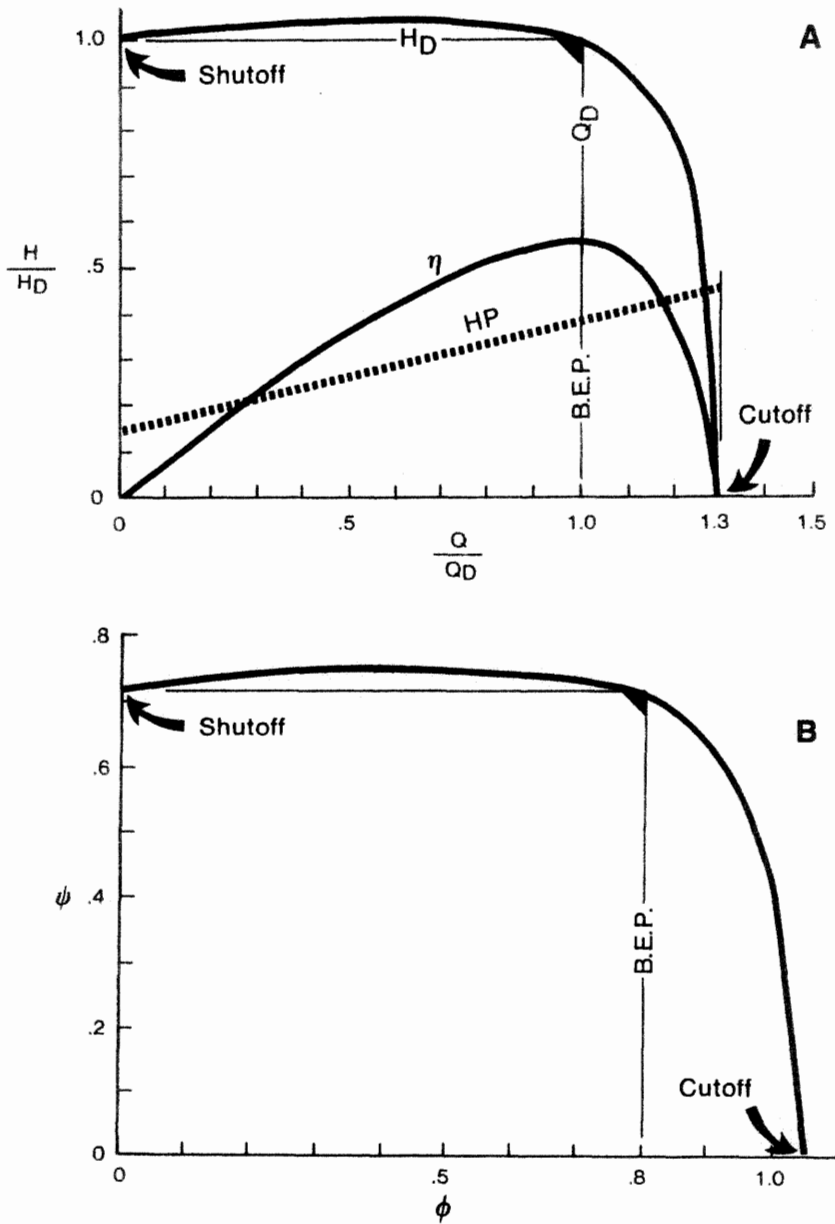 A
1.0
H_D
Shutoff
Q_D
H
H_D
.5
η
HP
B.E.P.
Cutoff
0
0
.5
1.0
1.3
1.5
Q
Q_D
.8
B
Shutoff
.6
ψ
.4
B.E.P.
.2
Cutoff
0
0
.5
.8
1.0
ϕ